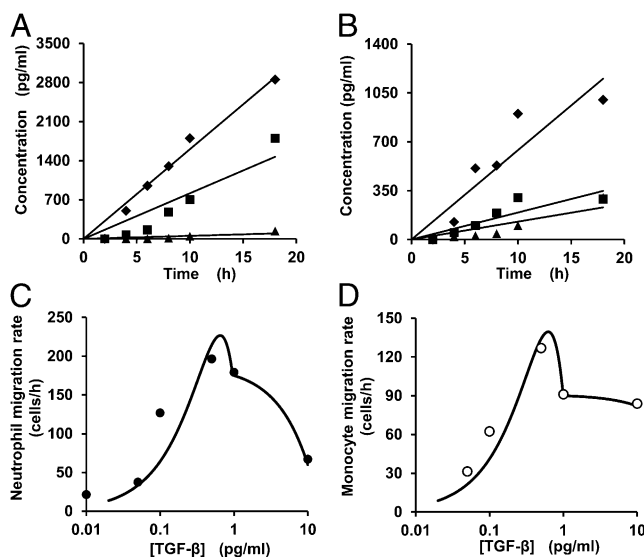 A
Concentration (pg/ml)
3500
2800
2100
1400
700
0
0 5 10 15 20
Time (h)
B
Concentration (pg/ml)
1400
1050
700
350
0
0 5 10 15 20
Time (h)
C
Neutrophil migration rate
(cells/h)
250
200
150
100
50
0
0.01 0.1 1 10
[TGF-β] (pg/ml)
D
Monocyte migration rate
(cells/h)
150
120
90
60
30
0
0.01 0.1 1 10
[TGF-β] (pg/ml)